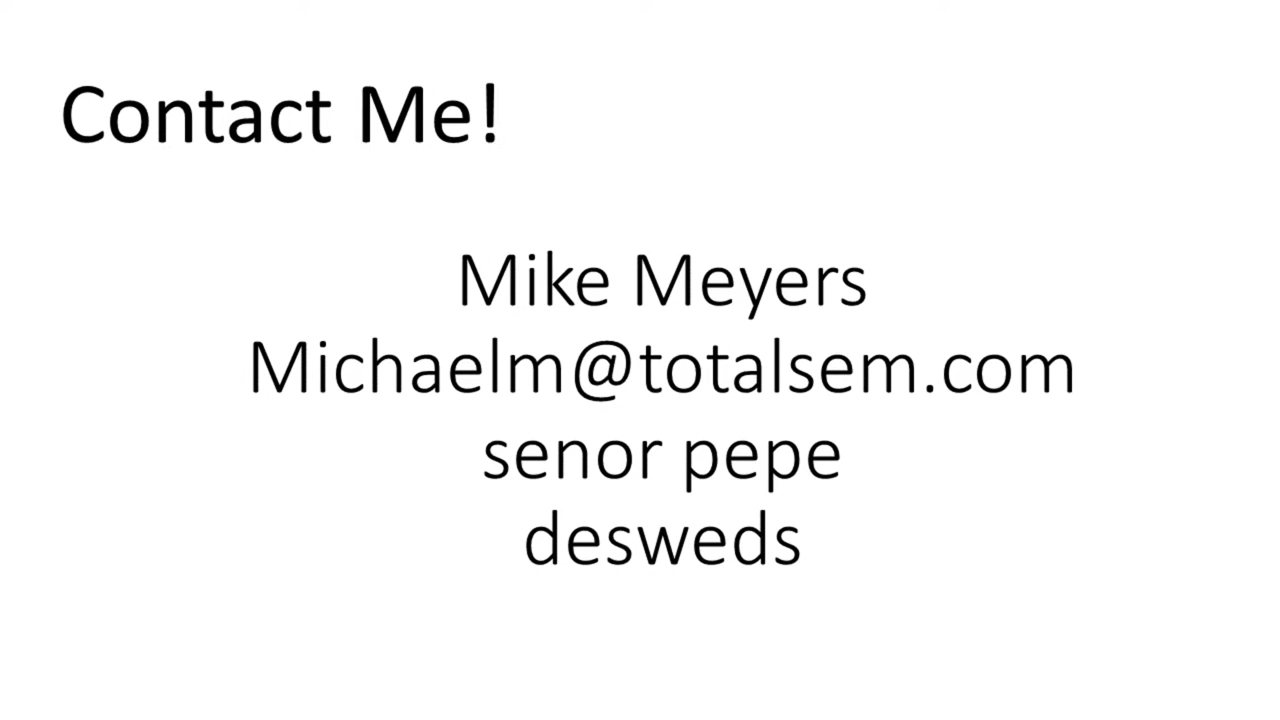 Contact Me!
Mike Meyers
Michaelm@totalsem.com
senor pepe
desweds